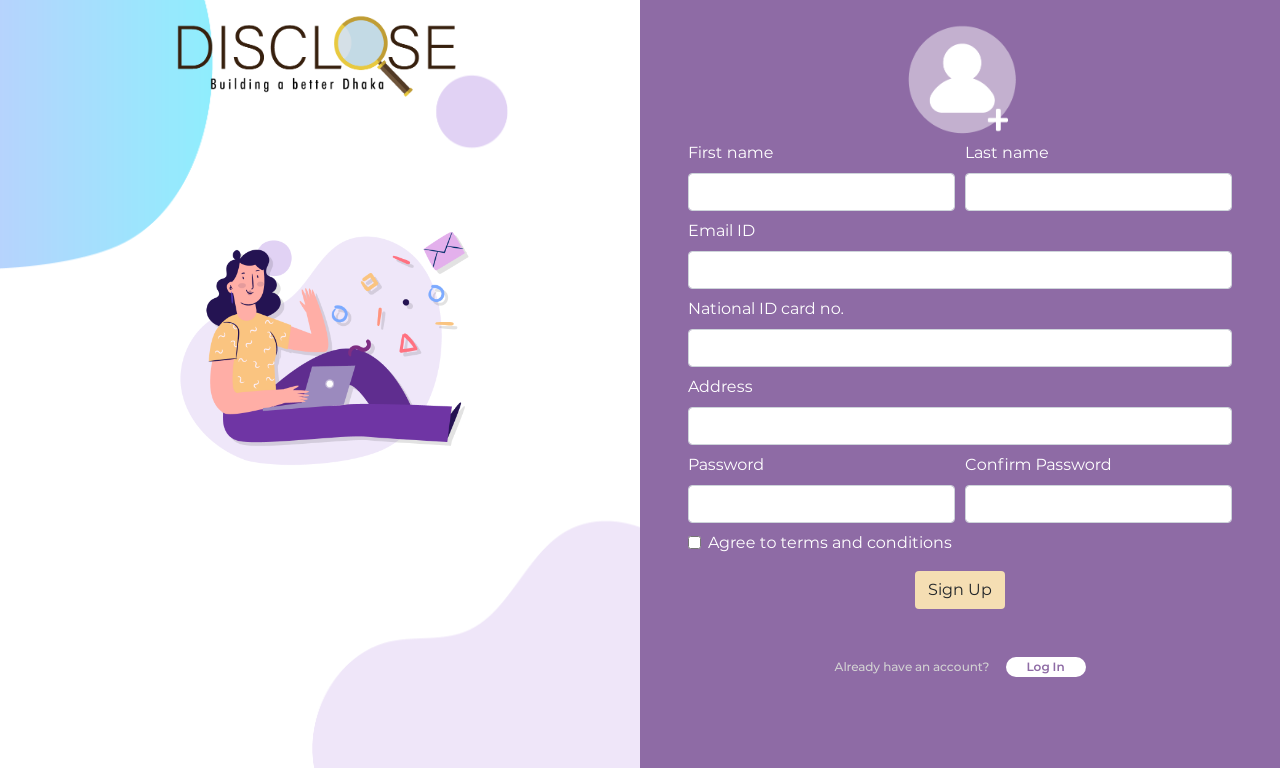 DISCLOSE
Building a better Dhaka
First name
Last name
Email ID
National ID card no.
Address
Password
Confirm Password
Agree to terms and conditions
Sign Up
Already have an account?
Log In